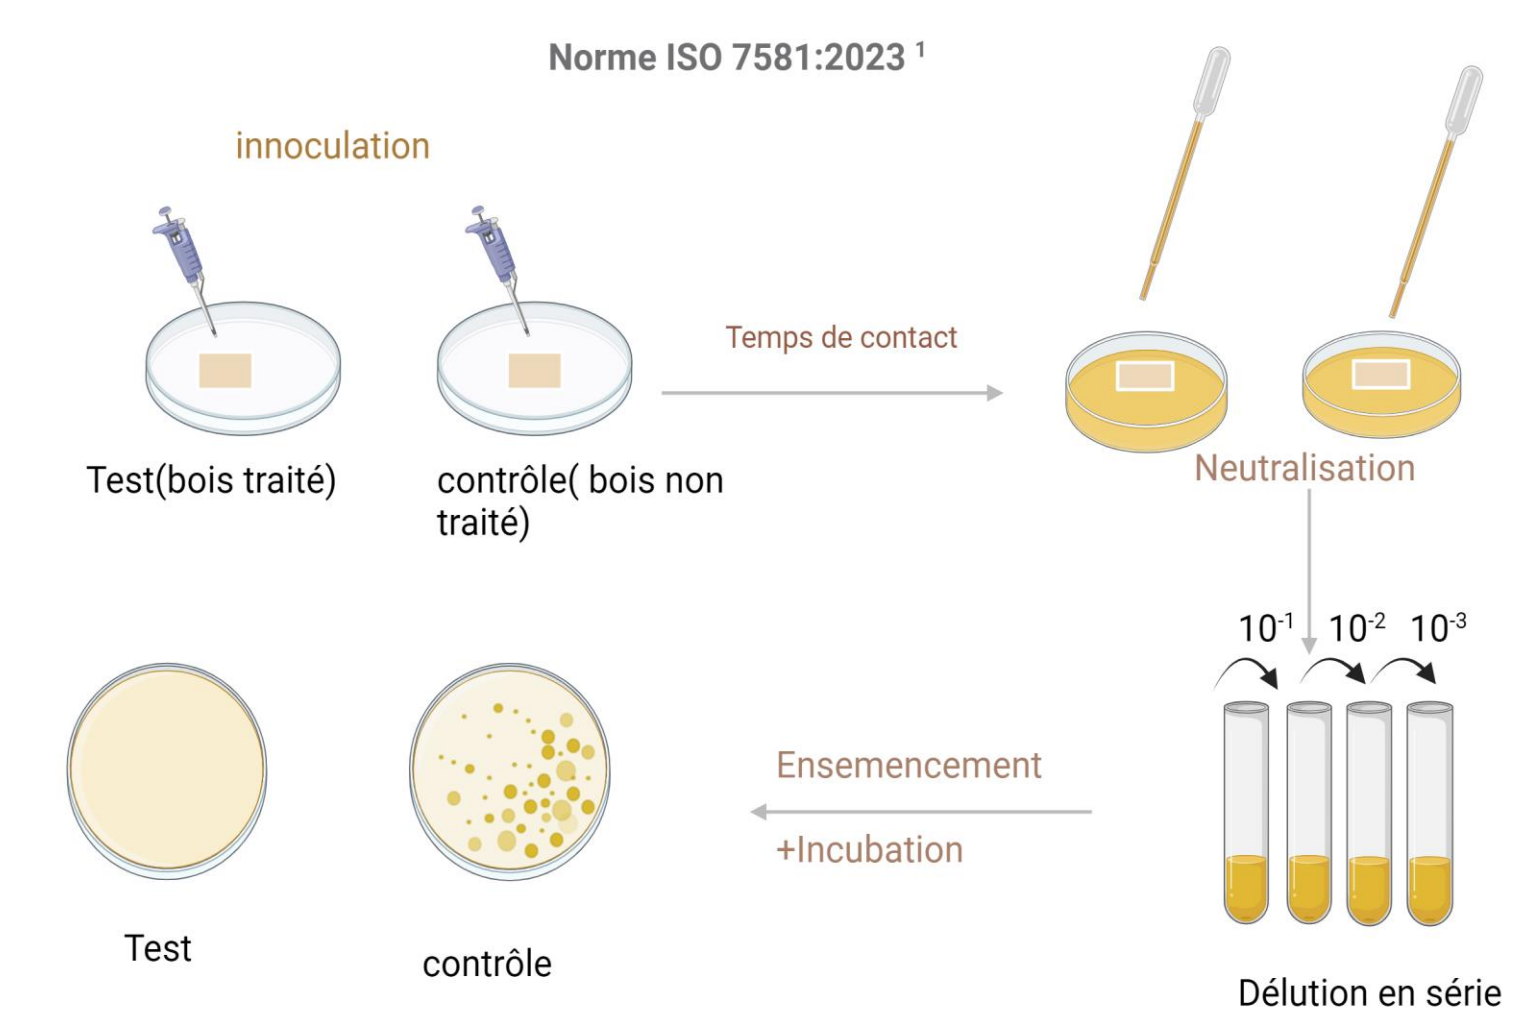 Norme ISO 7581:2023 ¹
innoculation
Temps de contact
Test(bois traité)
contrôle( bois non
traité)
Neutralisation
10⁻¹ 10⁻² 10⁻³
Ensemencement
+Incubation
Test
contrôle
Délution en série